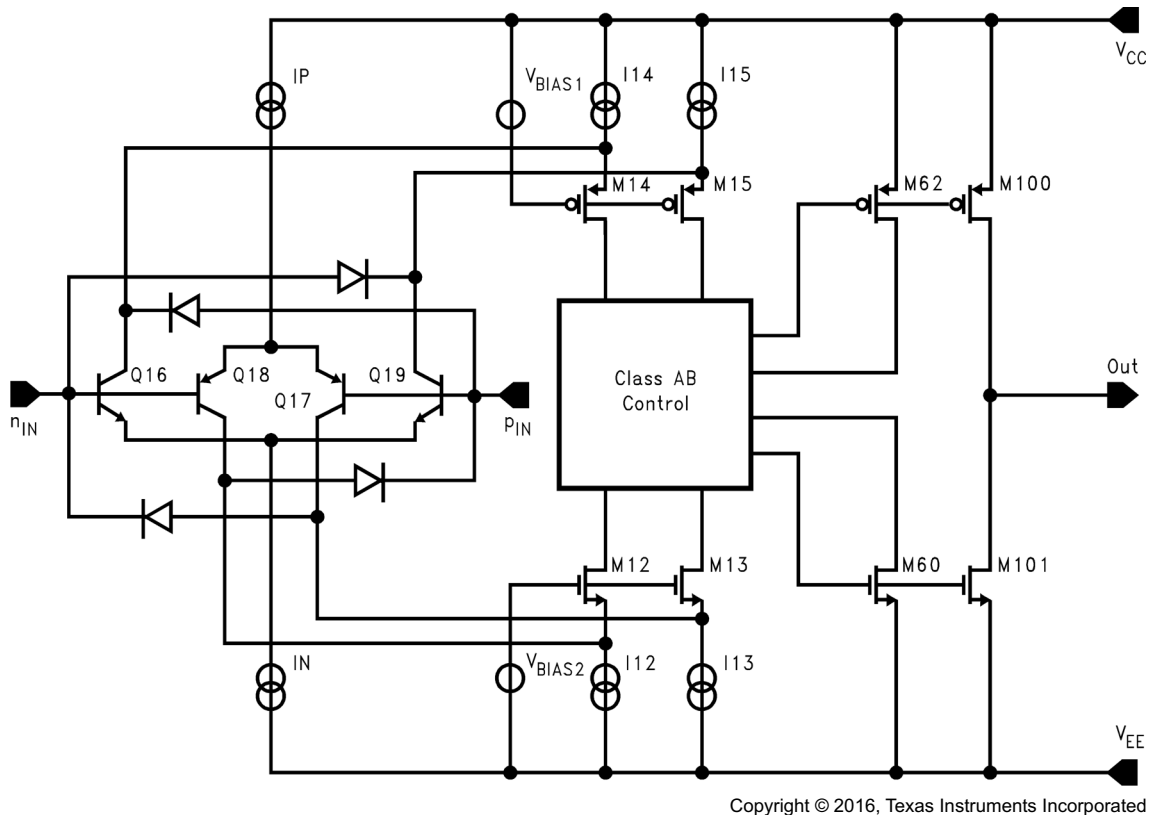 V_CC
IP
V_BIAS1
I14
I15
M14
M15
M62
M100
Q16
Q18
Q17
Q19
n_IN
p_IN
Class AB
Control
Out
M12
M13
M60
M101
IN
V_BIAS2
I12
I13
V_EE
Copyright © 2016, Texas Instruments Incorporated